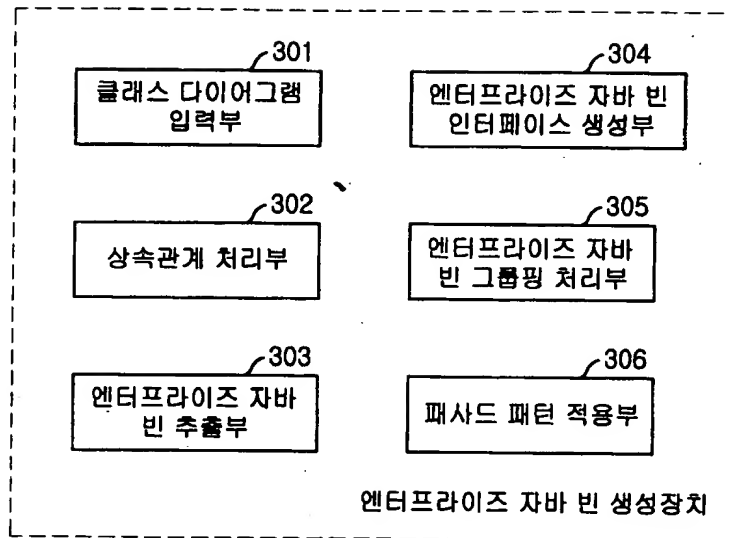 301
클래스 다이어그램
입력부
302
상속관계 처리부
303
엔터프라이즈 자바
빈 추출부
304
엔터프라이즈 자바 빈
인터페이스 생성부
305
엔터프라이즈 자바
빈 그룹핑 처리부
306
패사드 패턴 적용부
엔터프라이즈 자바 빈 생성장치